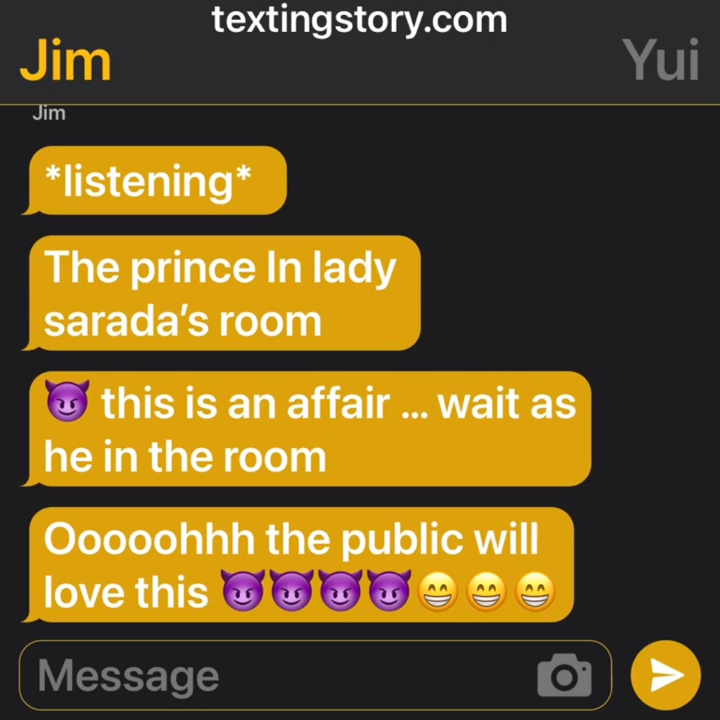 textingstory.com
Jim
Yui
Jim
*listening*
The prince In lady
sarada’s room
😈 this is an affair ... wait as
he in the room
Ooooohhh the public will
love this 😈😈😈😈😁😁😁
Message